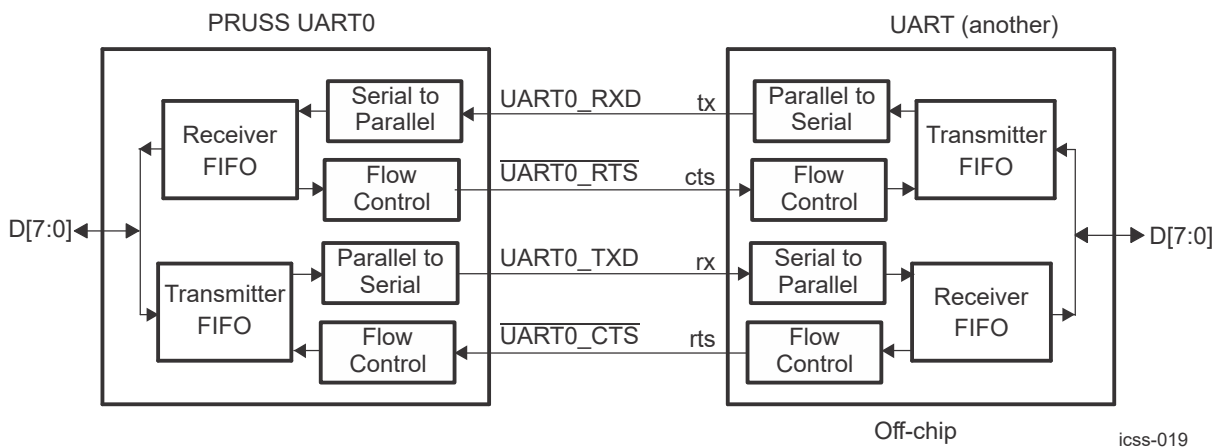 PRUSS UART0
UART (another)
Receiver
FIFO
Serial to
Parallel
UART0_RXD
tx
Parallel to
Serial
Transmitter
FIFO
Flow
Control
UART0_RTS
cts
Flow
Control
D[7:0]
D[7:0]
Transmitter
FIFO
Parallel to
Serial
UART0_TXD
rx
Serial to
Parallel
Receiver
FIFO
Flow
Control
UART0_CTS
rts
Flow
Control
Off-chip
icss-019